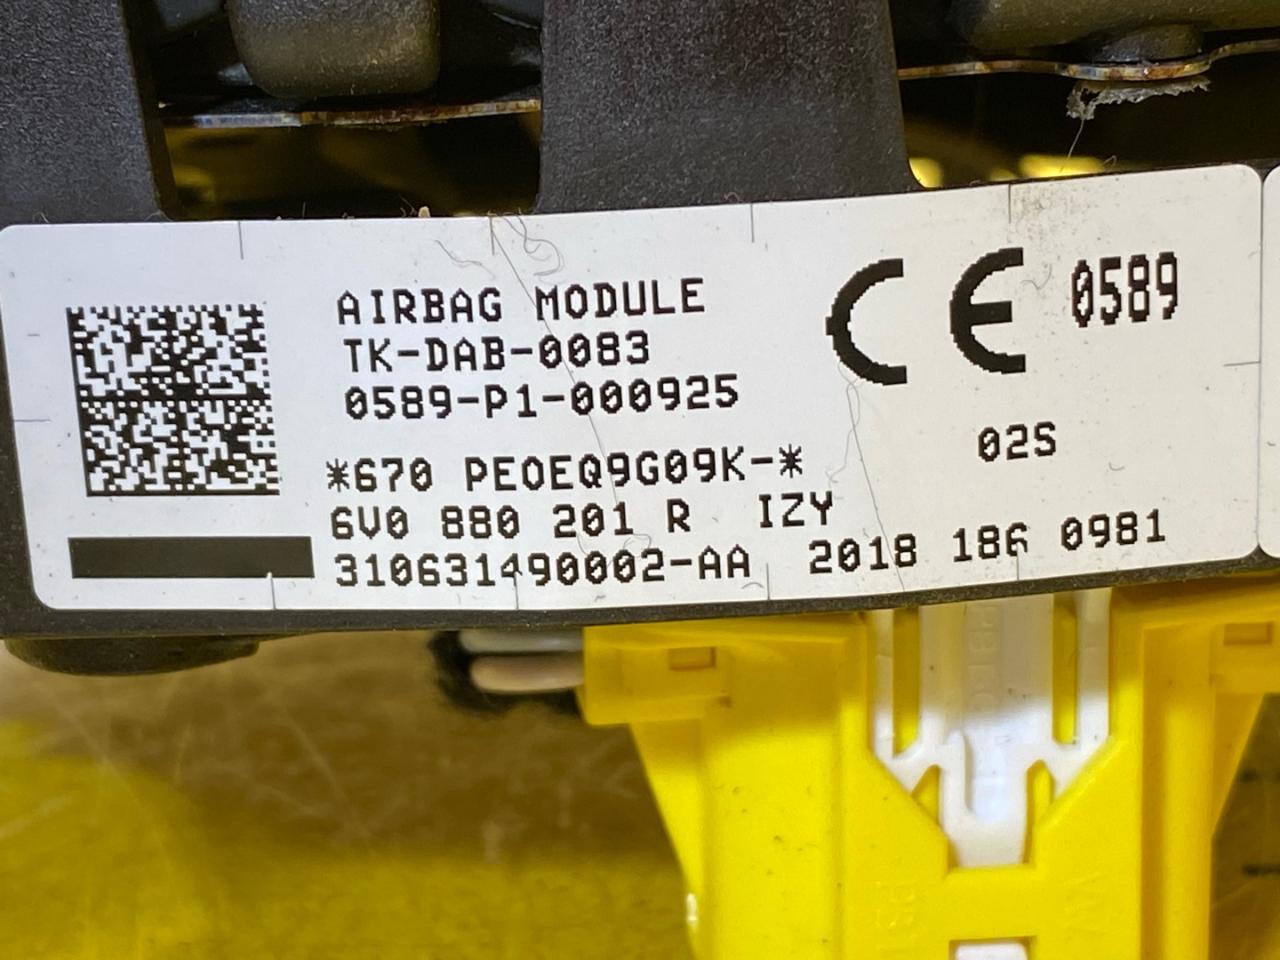 AIRBAG MODULE
TK-DAB-0083
0589-P1-000925
CE 0589
02S
*670 PEOEQ9G09K-*
6V0 880 201 R IZY
310631490002-AA 2018 186 0981